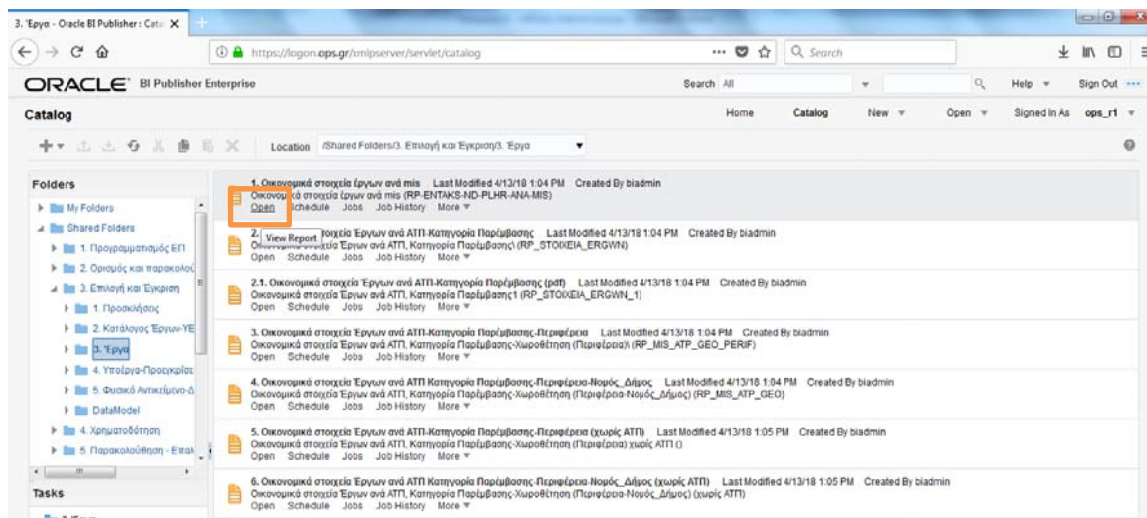 3. Έργα - Oracle BI Publisher : Cata
https://logon.ops.gr/xmlpserver/servlet/catalog
Search
ORACLE BI Publisher Enterprise
Search All
Help
Sign Out
Catalog
Home Catalog New Open Signed In As ops_r1
Location /Shared Folders/3. Επιλογή και Έγκριση/3. Έργα
Folders
My Folders
Shared Folders
1. Προγραμματισμός ΕΠ
2. Ορισμός και παρακολού
3. Επιλογή και Έγκριση
1. Προσκλήσεις
2. Κατάλογος Έργων-ΥΕ
3. Έργα
4. Υποέργα-Προεγκρίσε
5. Φυσικό Αντικείμενο-Δ
DataModel
4. Χρηματοδότηση
5. Παρακολούθηση - Επαλ
Tasks
1. Οικονομικά στοιχεία έργων ανά mis Last Modified 4/13/18 1:04 PM Created By biadmin
Οικονομικά στοιχεία έργων ανά mis (RP-ENTAKS-ND-PLHR-ANA-MIS)
Open Schedule Jobs Job History More
2. στοιχεία Έργων ανά ΑΤΠ-Κατηγορία Παρέμβασης Last Modified 4/13/18 1:04 PM Created By biadmin
View Report
στοιχεία Έργων ανά ΑΤΠ, Κατηγορία Παρέμβασης\ (RP_STOIXEIA_ERGWN)
Open Schedule Jobs Job History More
2.1. Οικονομικά στοιχεία Έργων ανά ΑΤΠ-Κατηγορία Παρέμβασης (pdf) Last Modified 4/13/18 1:04 PM Created By biadmin
Οικονομικά στοιχεία Έργων ανά ΑΤΠ, Κατηγορία Παρέμβασης1 (RP_STOIXEIA_ERGWN_1)
Open Schedule Jobs Job History More
3. Οικονομικά στοιχεία Έργων ανά ΑΤΠ-Κατηγορία Παρέμβασης-Περιφέρεια Last Modified 4/13/18 1:04 PM Created By biadmin
Οικονομικά στοιχεία Έργων ανά ΑΤΠ, Κατηγορία Παρέμβασης-Χωροθέτηση (Περιφέρεια)\ (RP_MIS_ATP_GEO_PERIF)
Open Schedule Jobs Job History More
4. Οικονομικά στοιχεία Έργων ανά ΑΤΠ Κατηγορία Παρέμβασης-Περιφέρεια-Νομός_Δήμος Last Modified 4/13/18 1:04 PM Created By biadmin
Οικονομικά στοιχεία Έργων ανά ΑΤΠ, Κατηγορία Παρέμβασης-Χωροθέτηση (Περιφέρεια-Νομός_Δήμος) (RP_MIS_ATP_GEO)
Open Schedule Jobs Job History More
5. Οικονομικά στοιχεία Έργων ανά ΑΤΠ-Κατηγορία Παρέμβασης-Περιφέρεια (χωρίς ΑΤΠ) Last Modified 4/13/18 1:05 PM Created By biadmin
Οικονομικά στοιχεία Έργων ανά ΑΤΠ, Κατηγορία Παρέμβασης-Χωροθέτηση (Περιφέρεια) χωρίς ΑΤΠ ()
Open Schedule Jobs Job History More
6. Οικονομικά στοιχεία Έργων ανά ΑΤΠ-Κατηγορία Παρέμβασης-Περιφέρεια-Νομός_Δήμος (χωρίς ΑΤΠ) Last Modified 4/13/18 1:05 PM Created By biadmin
Οικονομικά στοιχεία Έργων ανά ΑΤΠ, Κατηγορία Παρέμβασης-Χωροθέτηση (Περιφέρεια-Νομός_Δήμος) (χωρίς ΑΤΠ)
Open Schedule Jobs Job History More